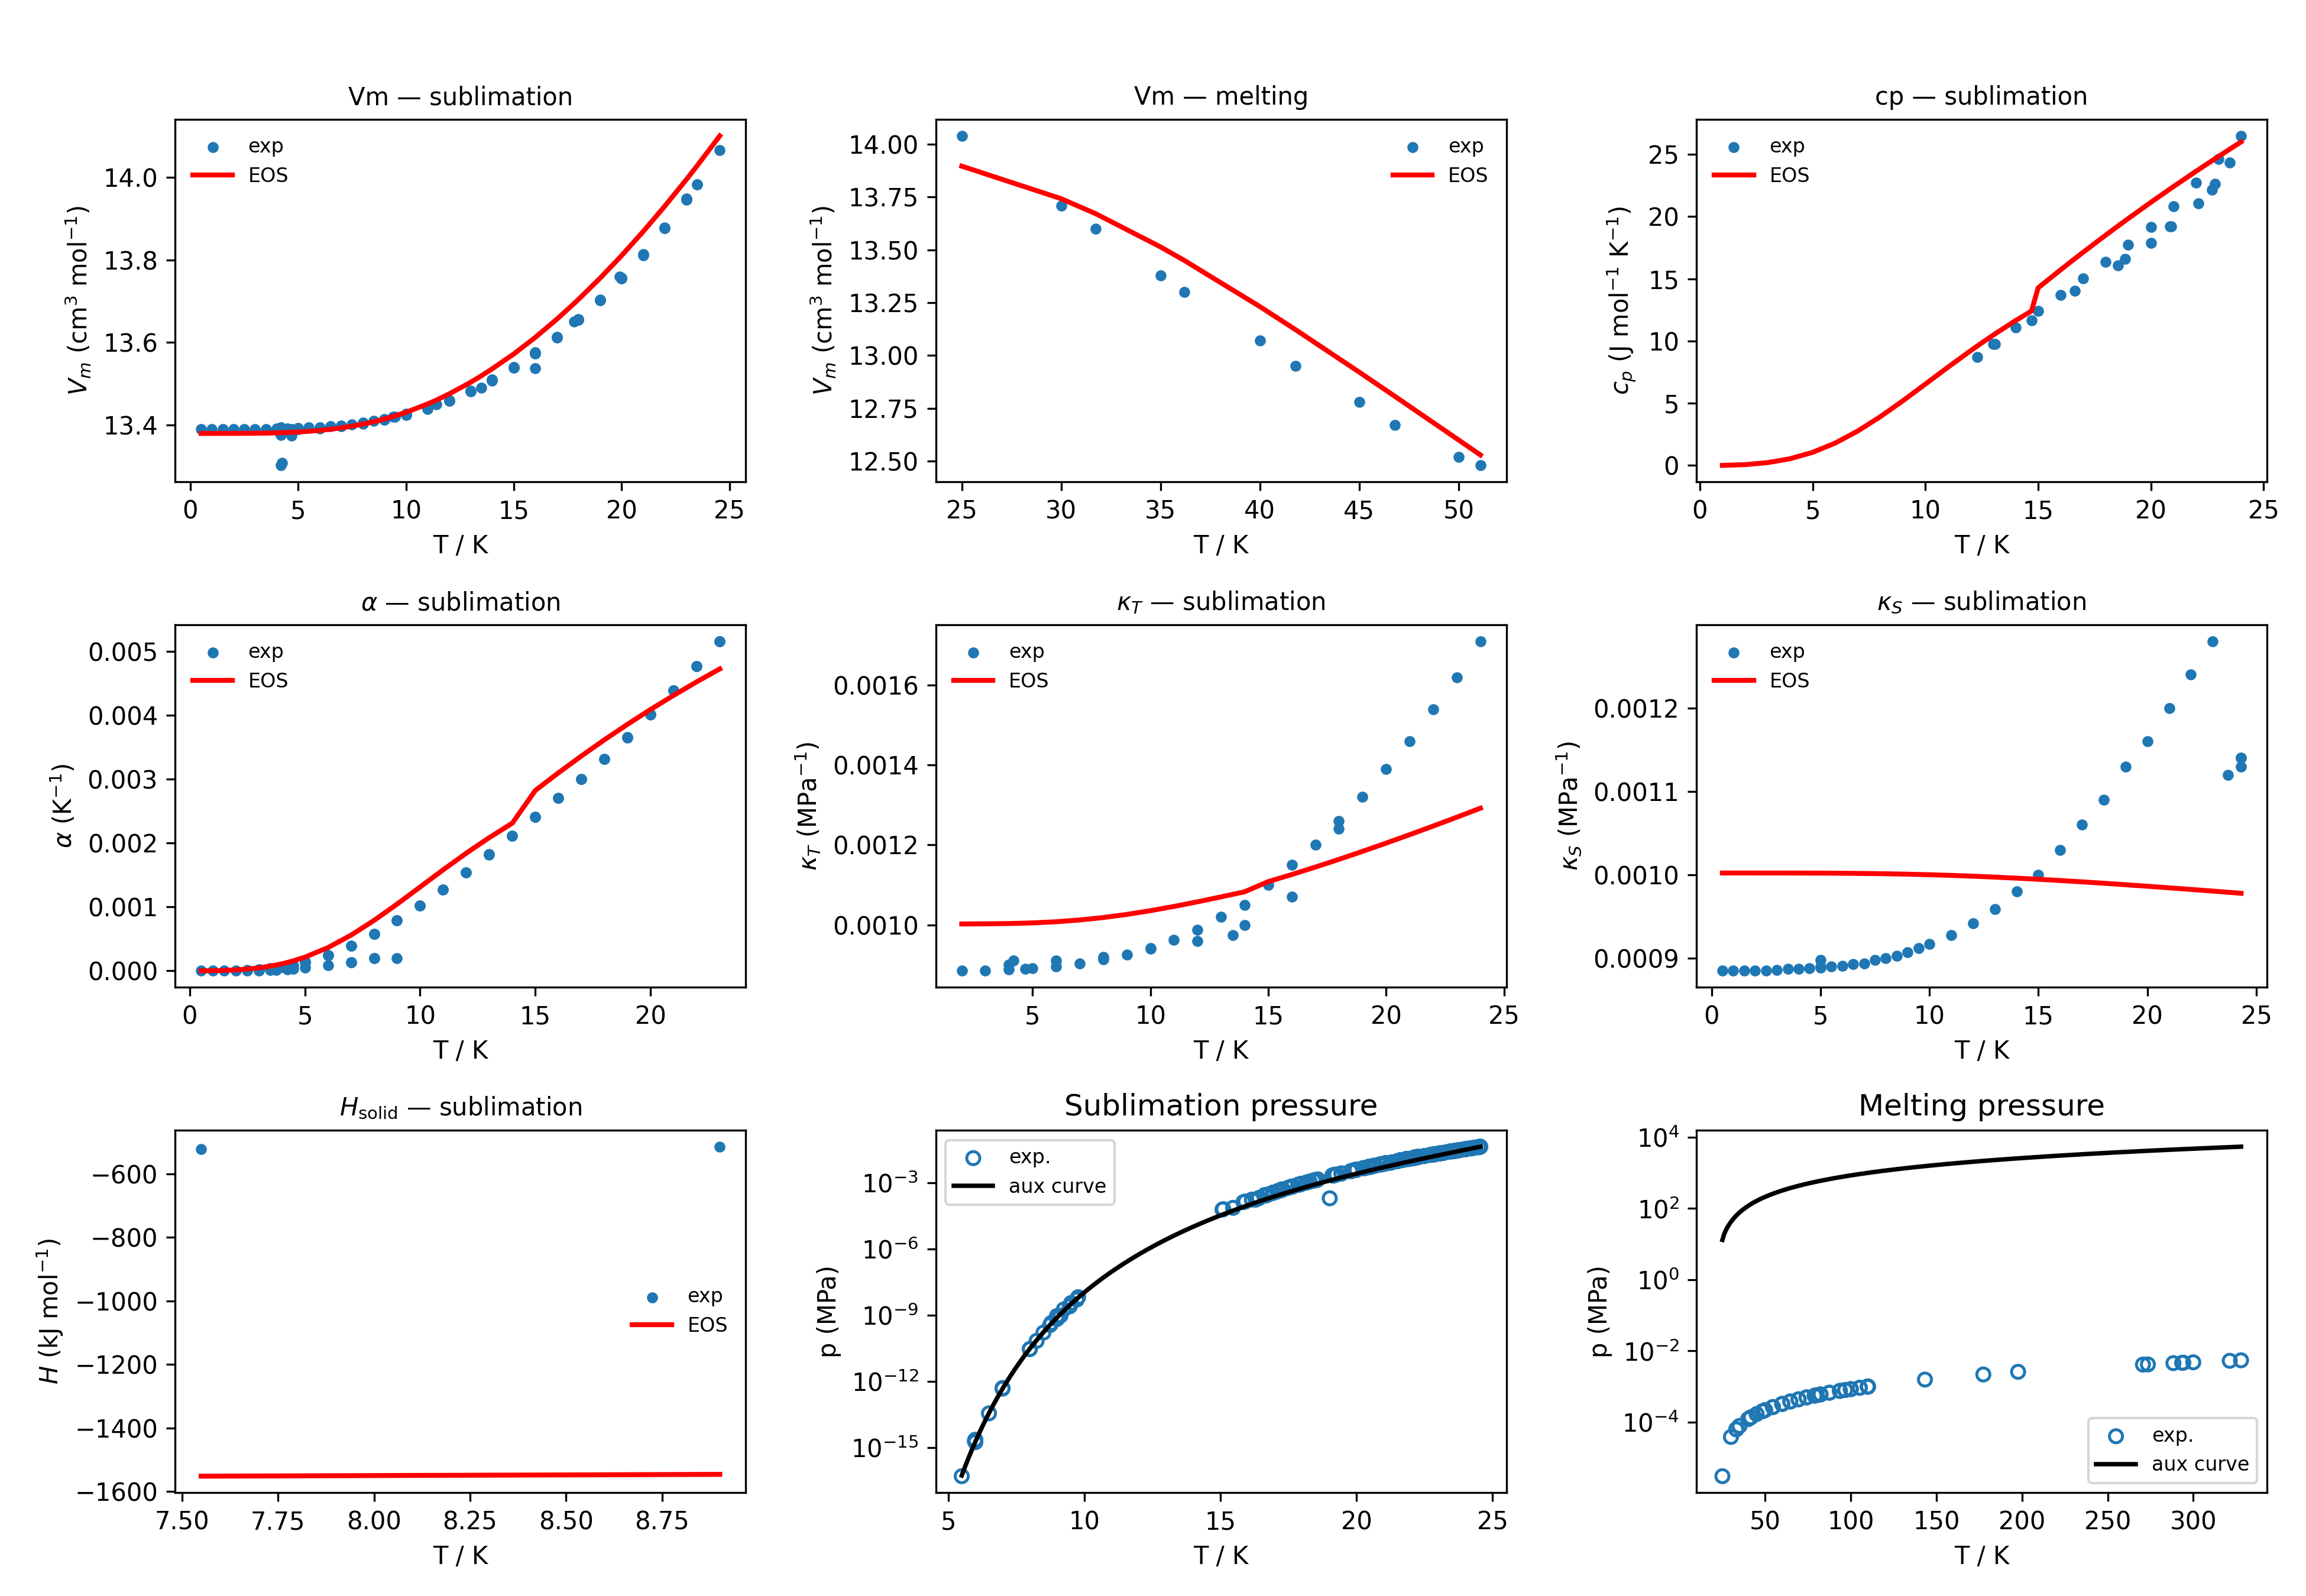 Vm — sublimation
14.0
13.8
13.6
13.4
0 5 10 15 20 25
V_m (cm³ mol⁻¹)
T / K
exp
EOS
Vm — melting
14.00
13.75
13.50
13.25
13.00
12.75
12.50
25 30 35 40 45 50
V_m (cm³ mol⁻¹)
T / K
exp
EOS
cp — sublimation
25
20
15
10
5
0
0 5 10 15 20 25
c_p (J mol⁻¹ K⁻¹)
T / K
exp
EOS
α — sublimation
0.005
0.004
0.003
0.002
0.001
0.000
0 5 10 15 20
α (K⁻¹)
T / K
exp
EOS
κ_T — sublimation
0.0016
0.0014
0.0012
0.0010
5 10 15 20 25
κ_T (MPa⁻¹)
T / K
exp
EOS
κ_S — sublimation
0.0012
0.0011
0.0010
0.0009
0 5 10 15 20 25
κ_S (MPa⁻¹)
T / K
exp
EOS
H_solid — sublimation
−600
−800
−1000
−1200
−1400
−1600
7.50 7.75 8.00 8.25 8.50 8.75
H (kJ mol⁻¹)
T / K
exp
EOS
Sublimation pressure
10⁻³
10⁻⁶
10⁻⁹
10⁻¹²
10⁻¹⁵
5 10 15 20 25
p (MPa)
T / K
exp.
aux curve
Melting pressure
10⁴
10²
10⁰
10⁻²
10⁻⁴
50 100 150 200 250 300
p (MPa)
T / K
exp.
aux curve